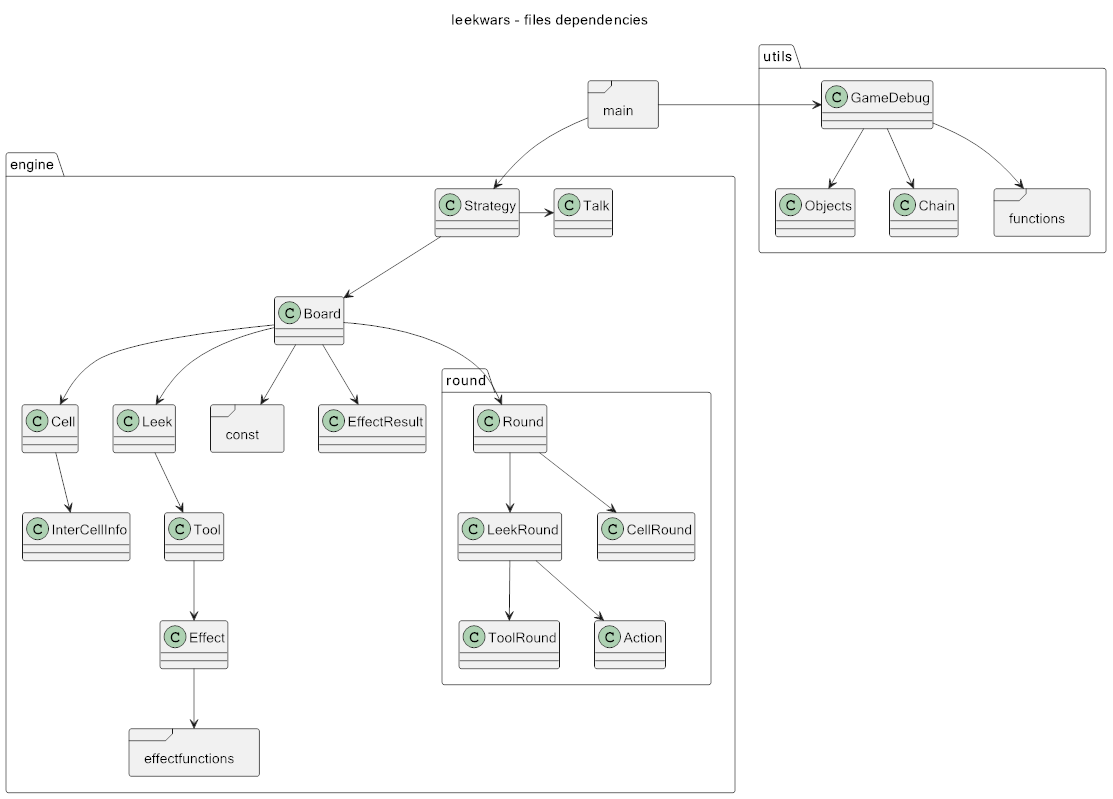 leekwars - files dependencies
utils
main
C GameDebug
engine
C Strategy
C Talk
C Objects
C Chain
functions
C Board
round
C Cell
C Leek
const
C EffectResult
C Round
C InterCellInfo
C Tool
C LeekRound
C CellRound
C Effect
C ToolRound
C Action
effectfunctions